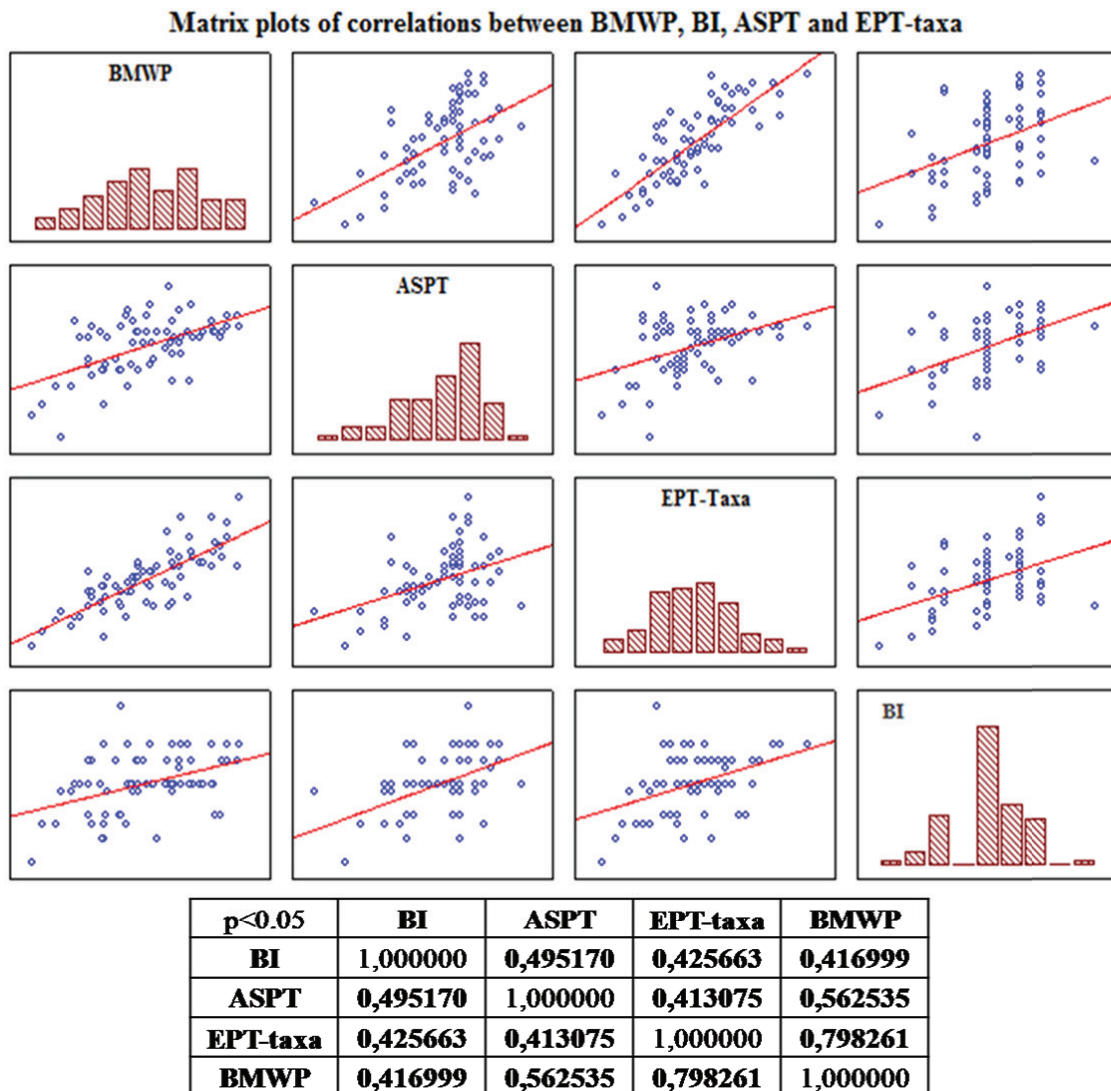 Matrix plots of correlations between BMWP, BI, ASPT and EPT-taxa
BMWP
ASPT
EPT-Taxa
BI
p<0.05 BI ASPT EPT-taxa BMWP
BI 1,000000 0,495170 0,425663 0,416999
ASPT 0,495170 1,000000 0,413075 0,562535
EPT-taxa 0,425663 0,413075 1,000000 0,798261
BMWP 0,416999 0,562535 0,798261 1,000000